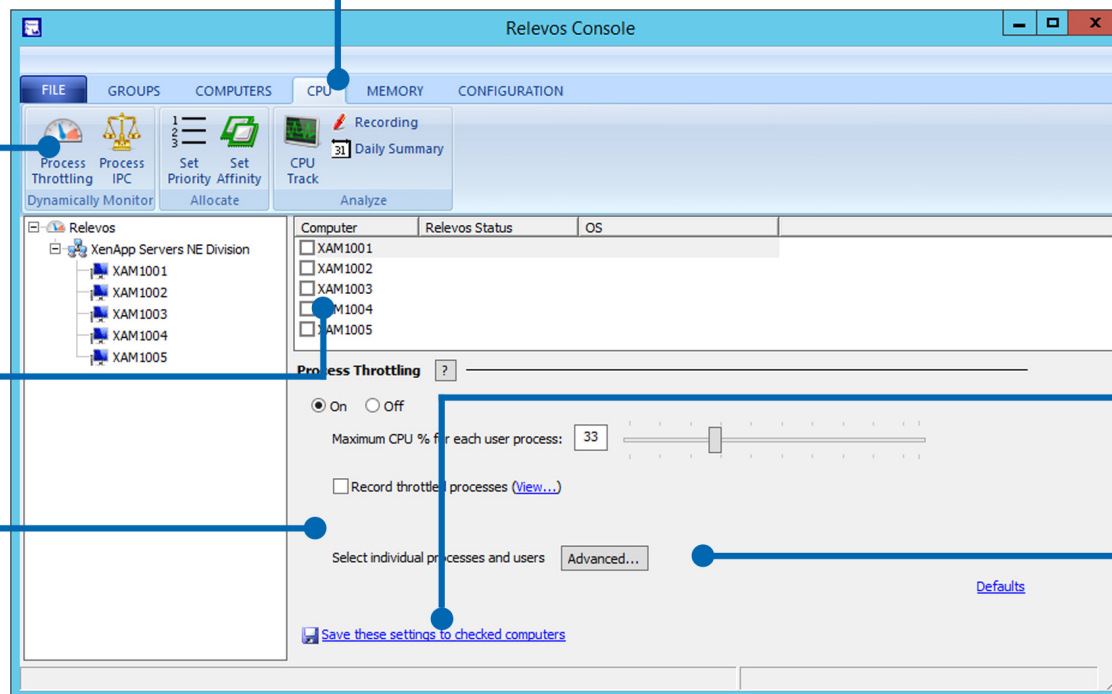 Relevos Console
FILE GROUPS COMPUTERS CPU MEMORY CONFIGURATION
Process Throttling
Process IPC
Dynamically Monitor
1 2 3
Set Priority
Set Affinity
Allocate
CPU Track
Recording
31 Daily Summary
Analyze
Relevos
XenApp Servers NE Division
XAM1001
XAM1002
XAM1003
XAM1004
XAM1005
Computer Relevos Status OS
XAM1001
XAM1002
XAM1003
XAM1004
XAM1005
Process Throttling ?
On Off
Maximum CPU % for each user process: 33
Record throttled processes (View...)
Select individual processes and users Advanced...
Defaults
Save these settings to checked computers